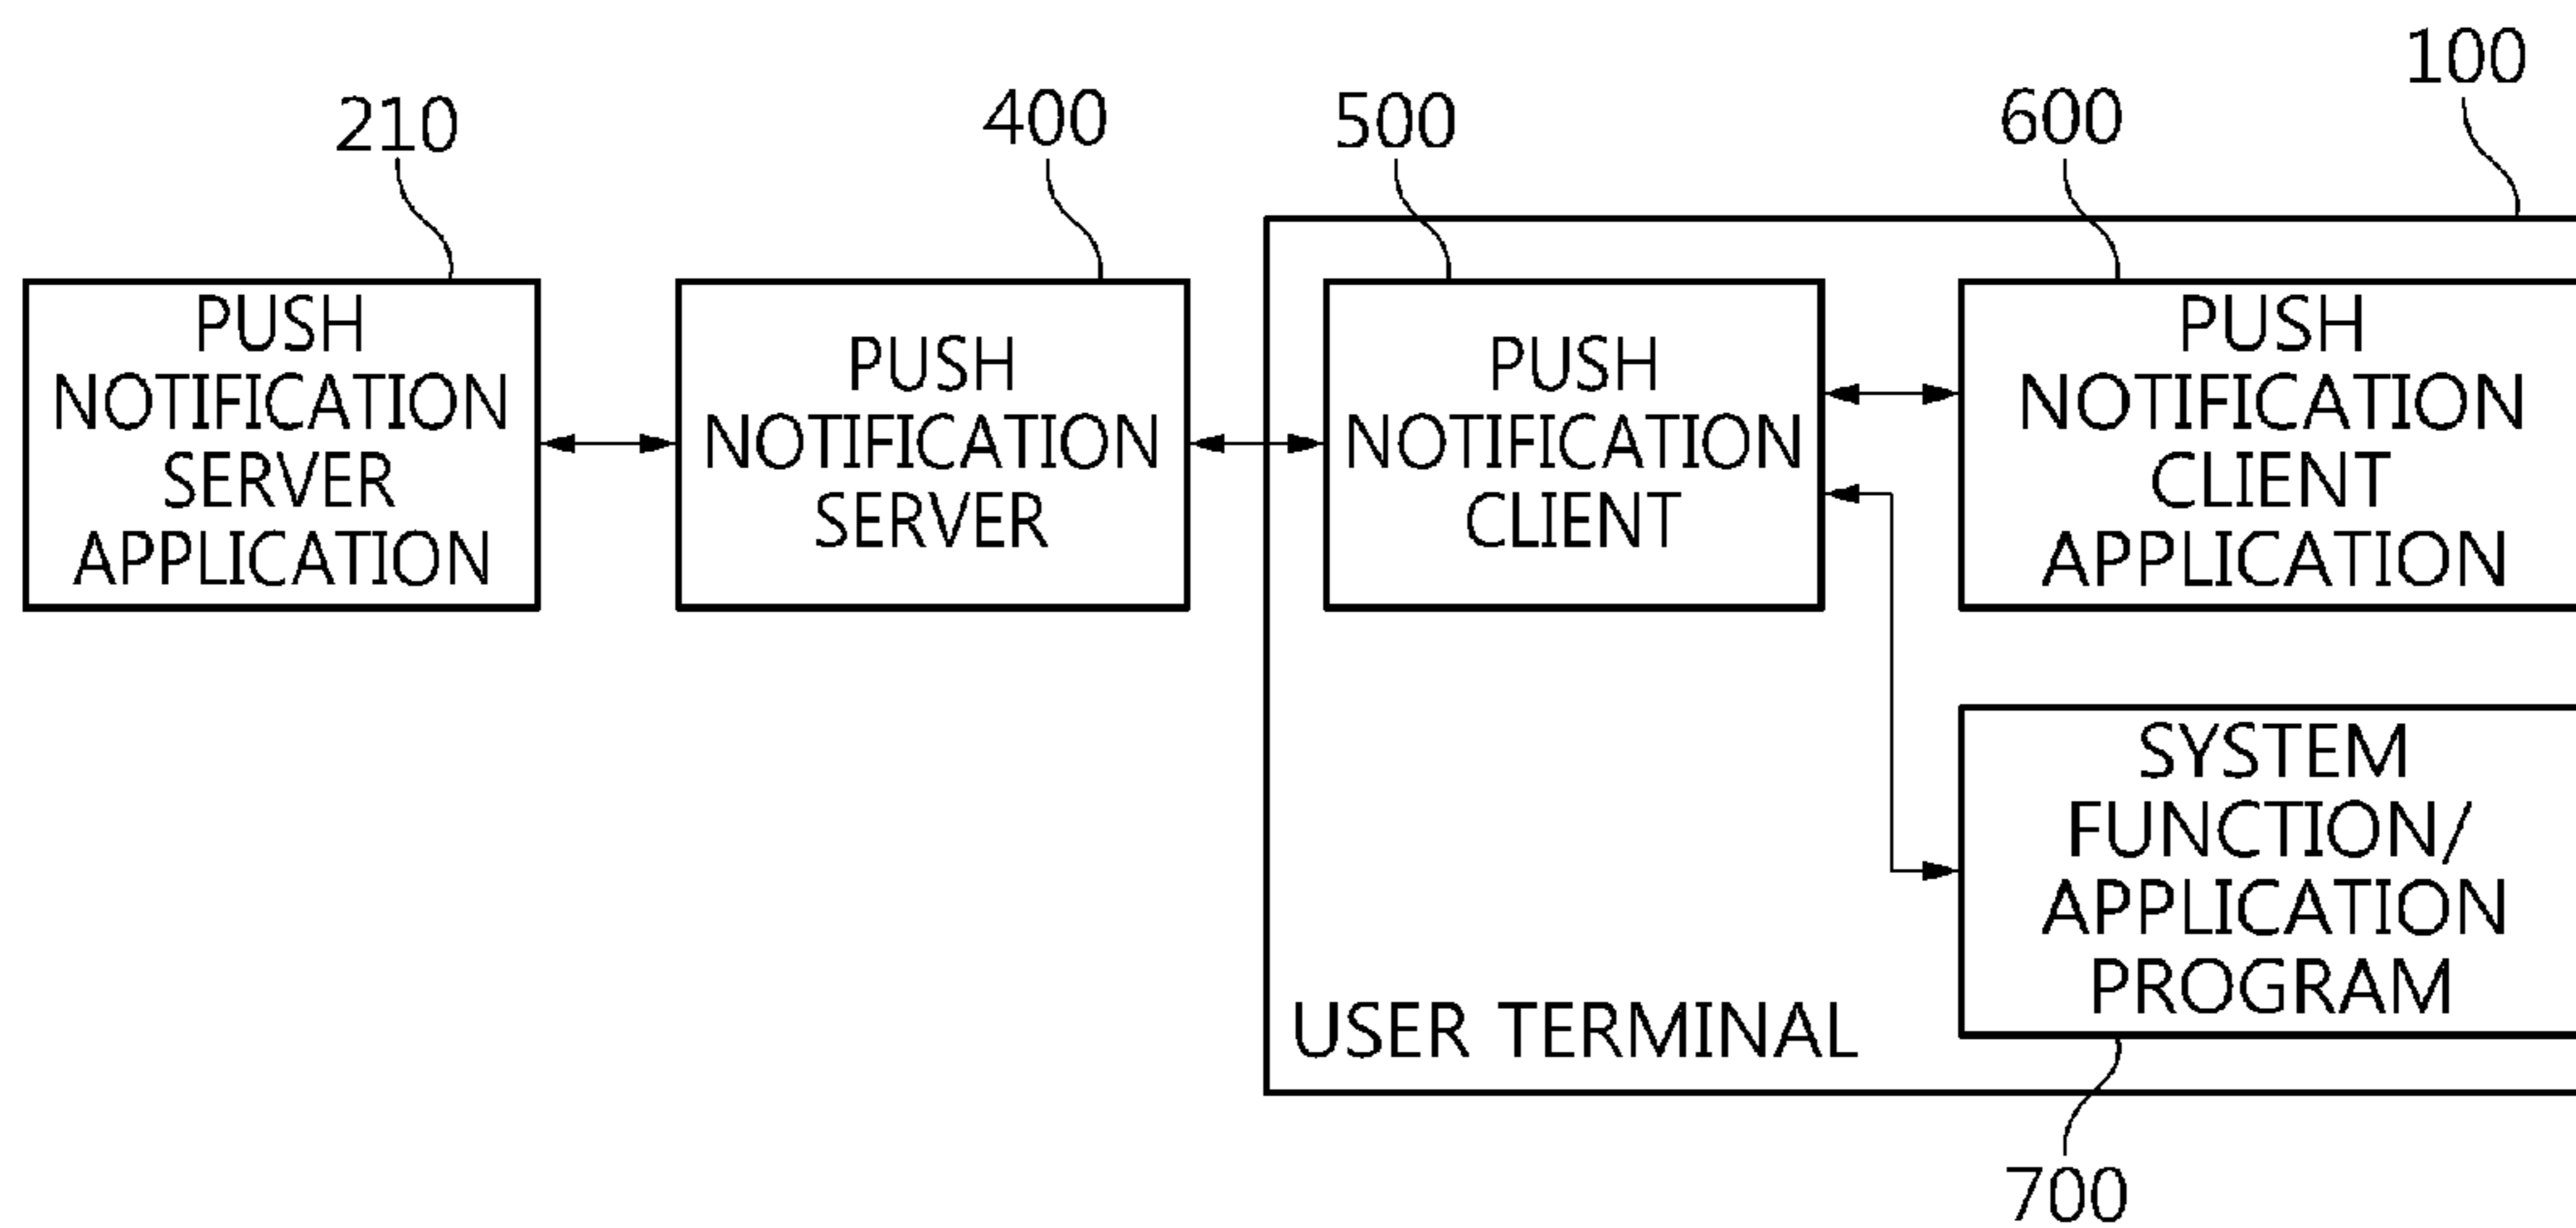 100
210
400
500
600
PUSH
NOTIFICATION
SERVER
APPLICATION
PUSH
NOTIFICATION
SERVER
PUSH
NOTIFICATION
CLIENT
PUSH
NOTIFICATION
CLIENT
APPLICATION
SYSTEM
FUNCTION/
APPLICATION
PROGRAM
USER TERMINAL
700